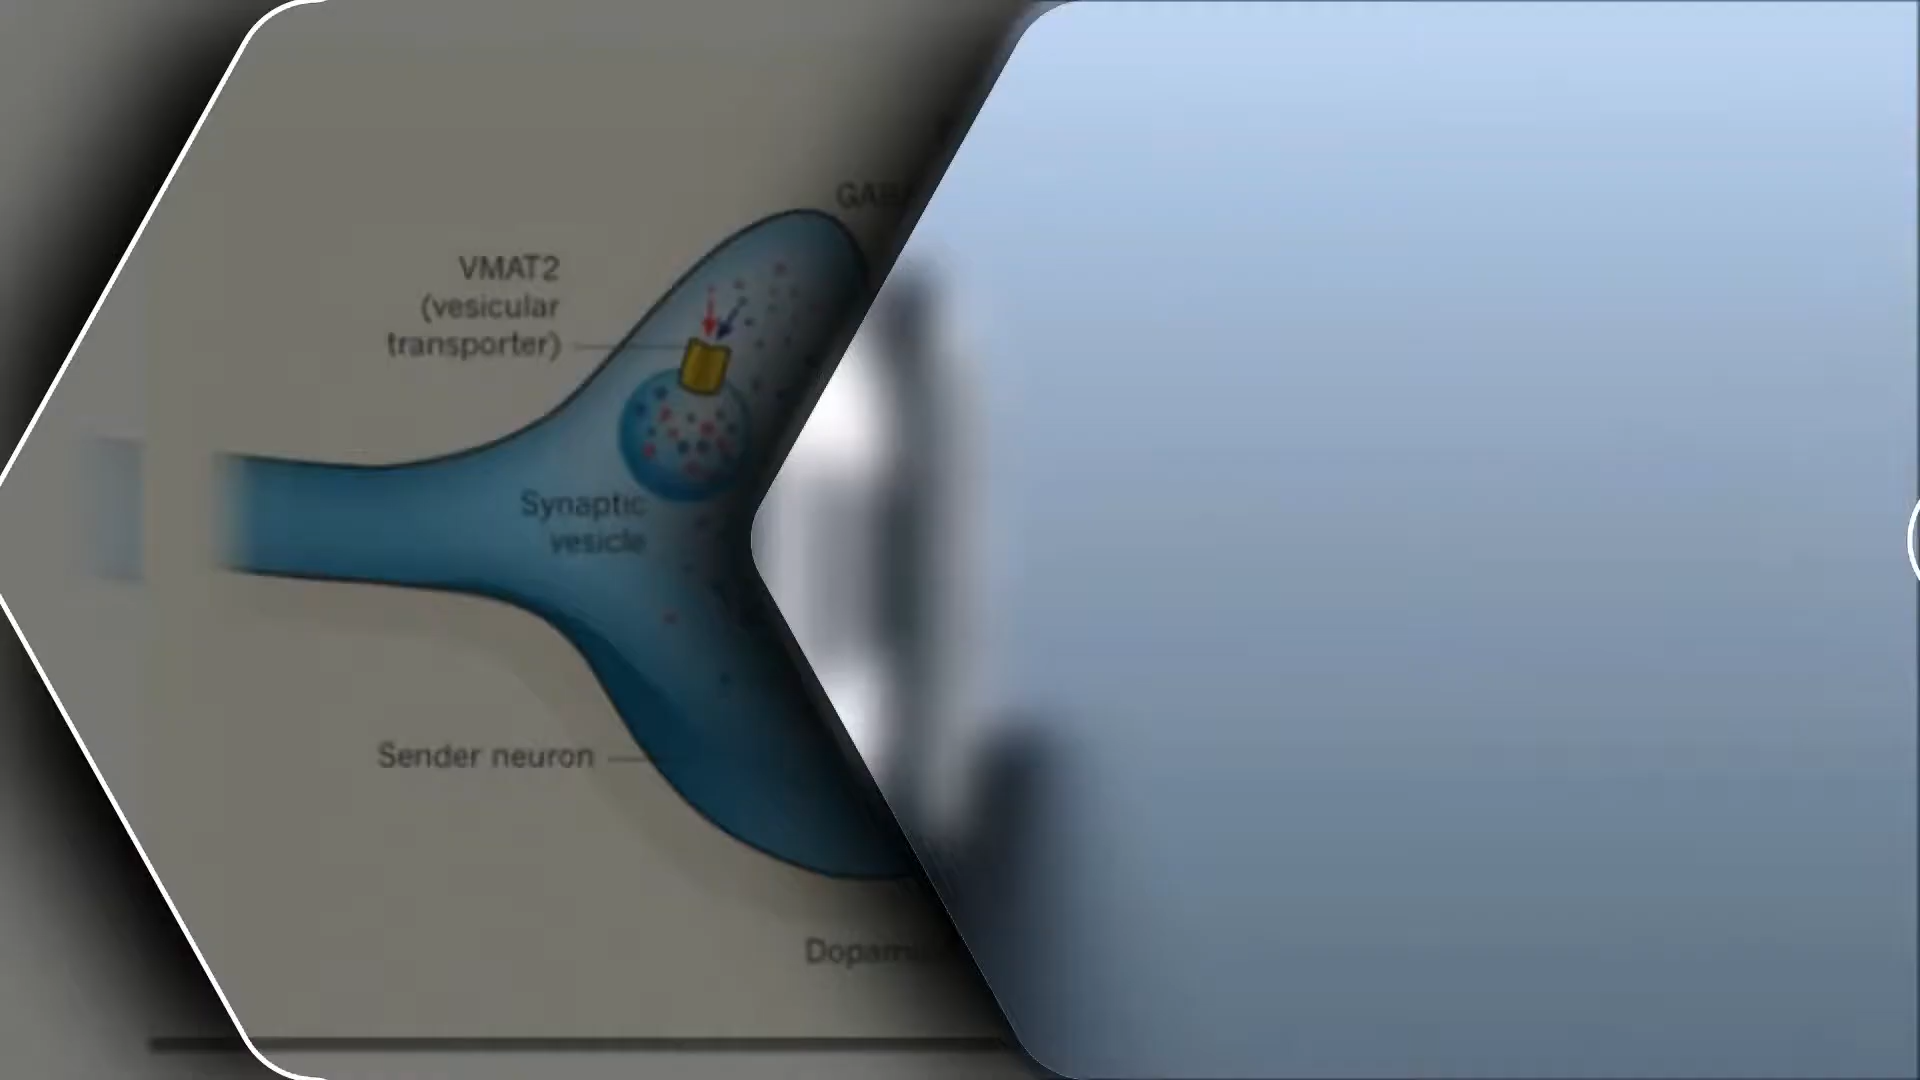 VMAT2
(vesicular
transporter)
Synaptic
vesicle
Sender neuron